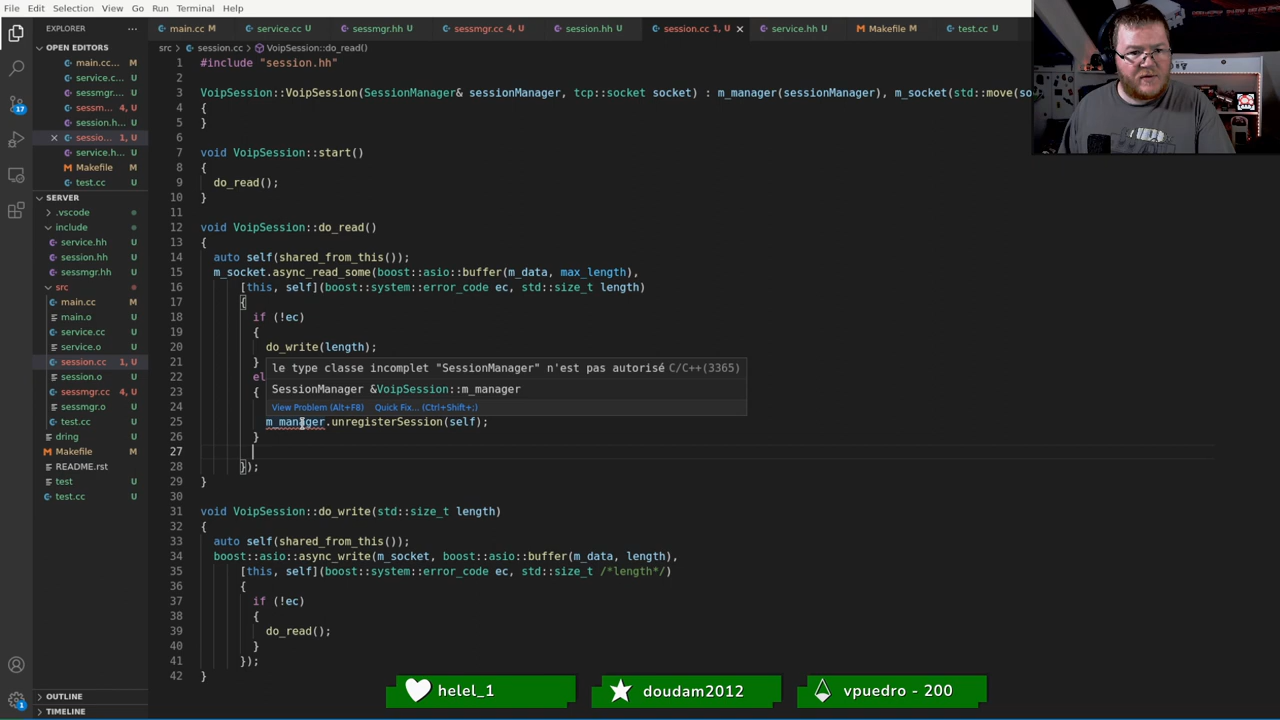 File Edit Selection View Go Run Terminal Help
EXPLORER
OPEN EDITORS
main.cc... M
service.c... U
sessmgr.... U
sessm... 4, U
session.h... U
sessio... 1, U
service.h... U
Makefile M
test.cc U
SERVER
.vscode
include
service.hh U
session.hh U
sessmgr.hh U
src
main.cc M
main.o U
service.cc U
service.o U
session.cc 1, U
session.o U
sessmgr.cc 4, U
sessmgr.o U
test.cc U
dring U
Makefile M
README.rst U
test U
test.cc U
OUTLINE
TIMELINE
17
1
main.cc M service.cc U sessmgr.hh U sessmgr.cc 4, U session.hh U session.cc 1, U service.hh U Makefile M test.cc U
src > session.cc > VoipSession::do_read()
1 #include "session.hh"
2
3 VoipSession::VoipSession(SessionManager& sessionManager, tcp::socket socket) : m_manager(sessionManager), m_socket(std::move(so
4 {
5 }
6
7 void VoipSession::start()
8 {
9 do_read();
10 }
11
12 void VoipSession::do_read()
13 {
14 auto self(shared_from_this());
15 m_socket.async_read_some(boost::asio::buffer(m_data, max_length),
16 [this, self](boost::system::error_code ec, std::size_t length)
17 {
18 if (!ec)
19 {
20 do_write(length);
21 }
22 el
23 {
24
25 m_manager.unregisterSession(self);
26 }
27
28 });
29 }
30
31 void VoipSession::do_write(std::size_t length)
32 {
33 auto self(shared_from_this());
34 boost::asio::async_write(m_socket, boost::asio::buffer(m_data, length),
35 [this, self](boost::system::error_code ec, std::size_t /*length*/)
36 {
37 if (!ec)
38 {
39 do_read();
40 }
41 });
42 }
le type classe incomplet "SessionManager" n'est pas autorisé C/C++(3365)
SessionManager &VoipSession::m_manager
View Problem (Alt+F8) Quick Fix... (Ctrl+Shift+;)
helel_1
doudam2012
vpuedro - 200